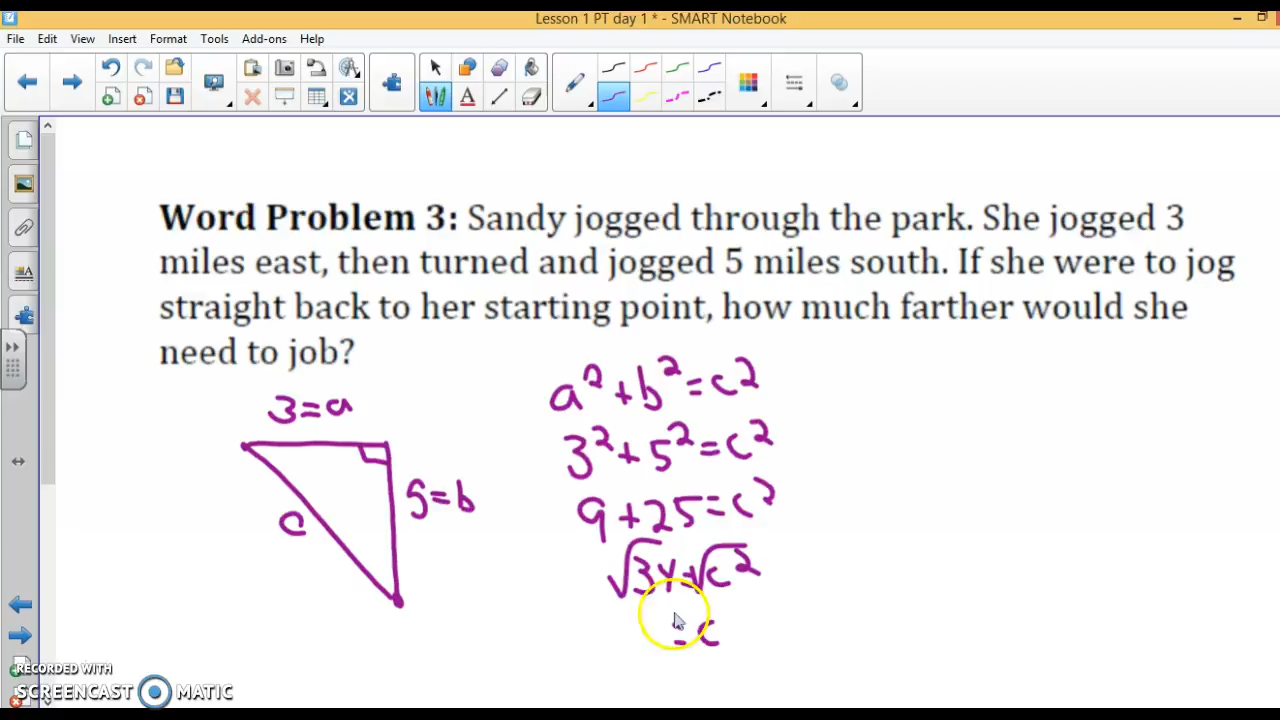 Lesson 1 PT day 1 * - SMART Notebook
File Edit View Insert Format Tools Add-ons Help
Word Problem 3: Sandy jogged through the park. She jogged 3
miles east, then turned and jogged 5 miles south. If she were to jog
straight back to her starting point, how much farther would she
need to job?
3=a
5=b
c
a²+b²=c²
3²+5²=c²
9+25=c²
√34=√c²
=c
RECORDED WITH
SCREENCAST MATIC